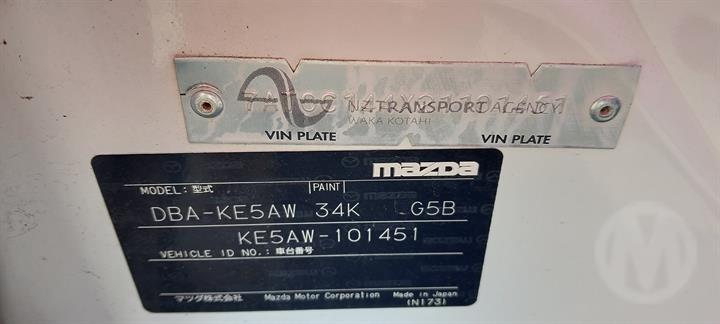 NZTRANSPORT AGENCY
WAKA KOTAHI
VIN PLATE VIN PLATE
mazda
MODEL: 型式 PAINT
DBA-KE5AW 34K G5B
KE5AW-101451
VEHICLE ID NO.: 車台番号
マツダ株式会社 Mazda Motor Corporation Made in Japan
(N173)